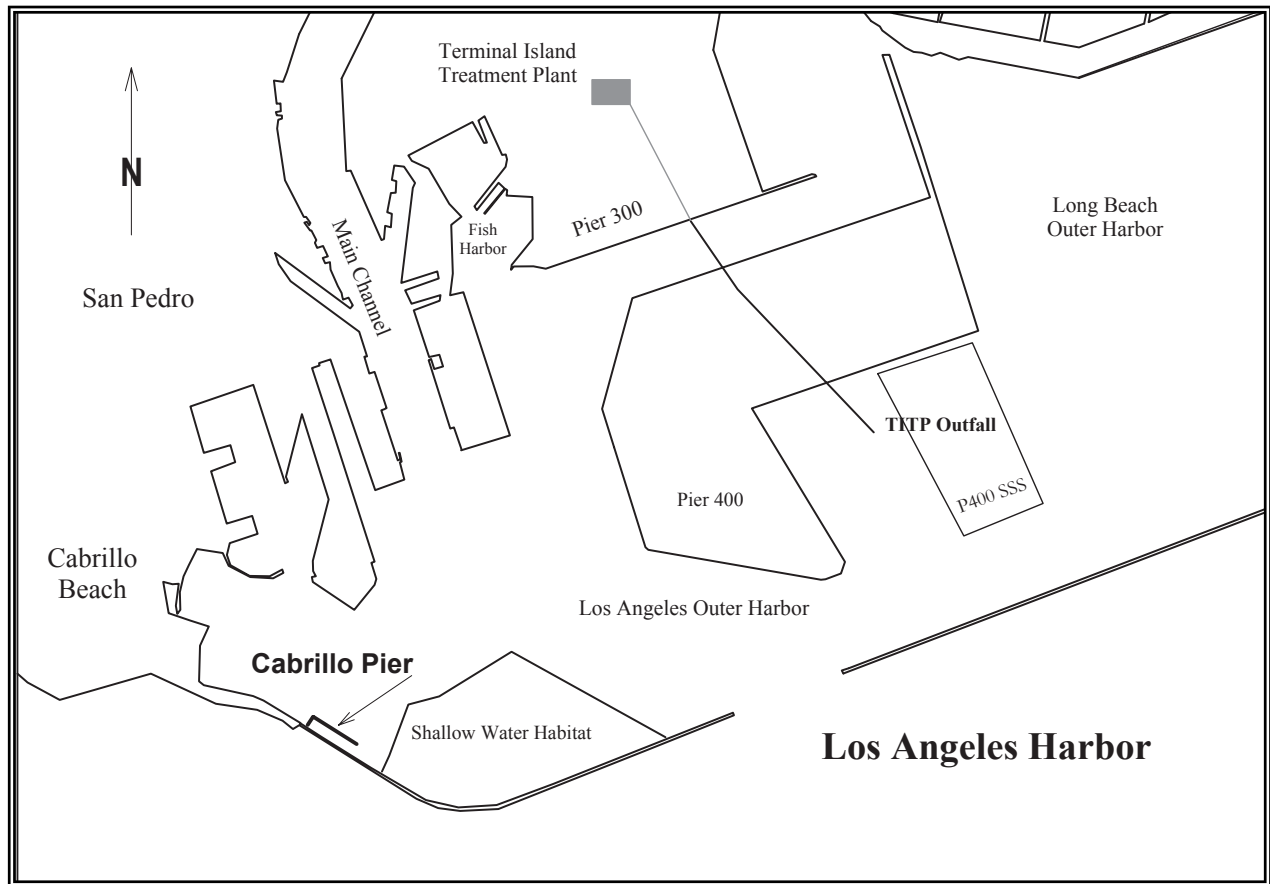 Terminal Island
Treatment Plant
N
Long Beach
Outer Harbor
Pier 300
Fish
Harbor
Main Channel
San Pedro
TITP Outfall
P400 SSS
Pier 400
Cabrillo
Beach
Los Angeles Outer Harbor
Cabrillo Pier
Shallow Water Habitat
Los Angeles Harbor